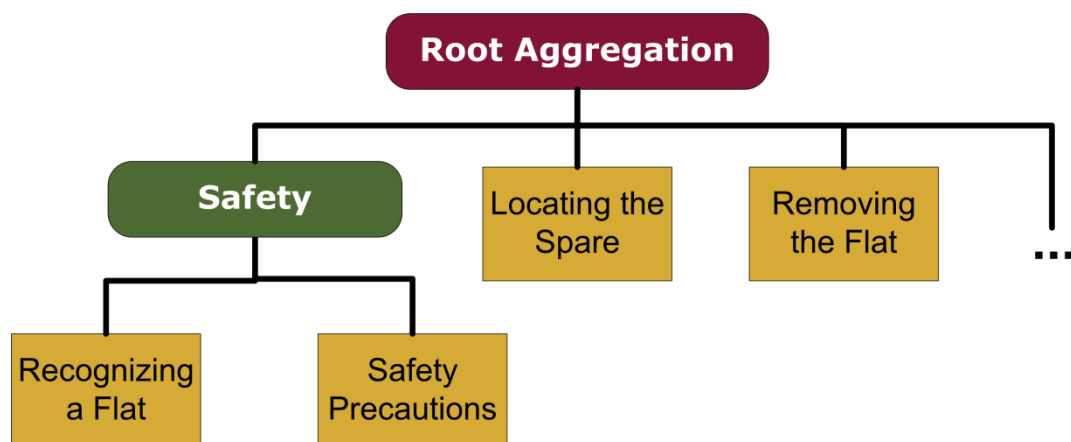 Root Aggregation
Safety
Locating the
Spare
Removing
the Flat
...
Recognizing
a Flat
Safety
Precautions